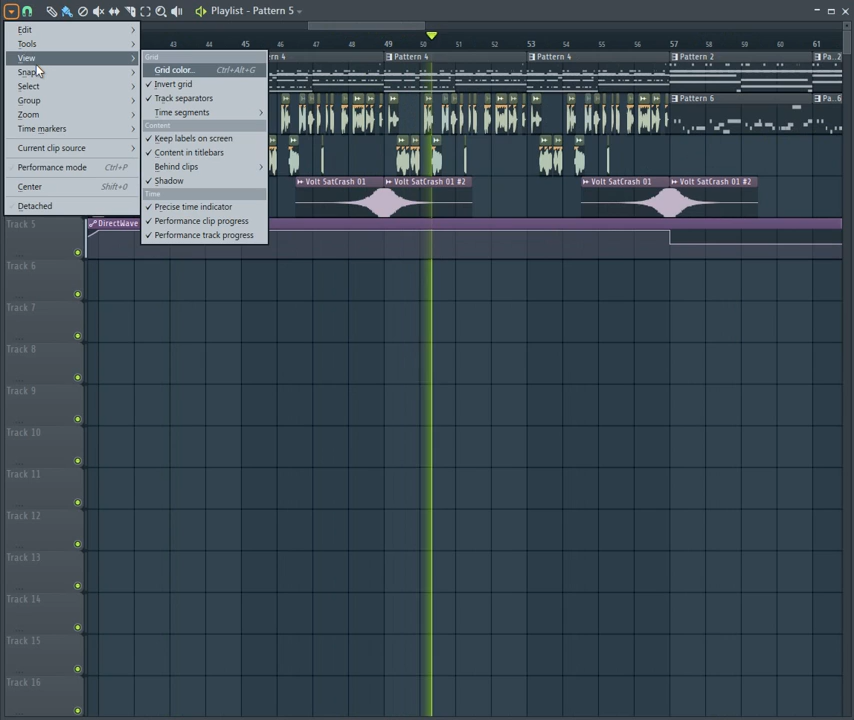 Playlist - Pattern 5
Edit
Tools
View
Snap
Select
Group
Zoom
Time markers
Current clip source
Performance mode Ctrl+P
Center Shift+0
Detached
Grid
Grid color... Ctrl+Alt+G
Invert grid
Track separators
Time segments
Content
Keep labels on screen
Content in titlebars
Behind clips
Shadow
Time
Precise time indicator
Performance clip progress
Performance track progress
43 44 45 46 47 48 49 50 51 52 53 54 55 56 57 58 59 60 61
rn 4 Pattern 4 Pattern 4 Pattern 2 Pa..
Pattern 6 Pa..6
Volt SatCrash 01 Volt SatCrash 01 #2 Volt SatCrash 01 Volt SatCrash 01 #2
Track 5 DirectWave
Track 6
Track 7
Track 8
Track 9
Track 10
Track 11
Track 12
Track 13
Track 14
Track 15
Track 16